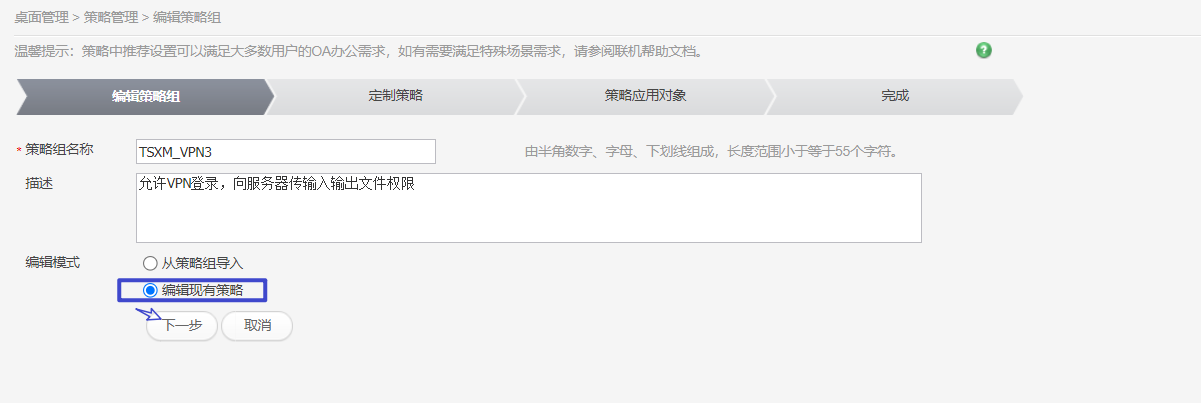 桌面管理 > 策略管理 > 编辑策略组
温馨提示：策略中推荐设置可以满足大多数用户的OA办公需求，如有需要满足特殊场景需求，请参阅联机帮助文档。
?
编辑策略组 定制策略 策略应用对象 完成
* 策略组名称 TSXM_VPN3 由半角数字、字母、下划线组成，长度范围小于等于55个字符。
描述 允许VPN登录，向服务器传输入输出文件权限
编辑模式 从策略组导入
编辑现有策略
下一步 取消